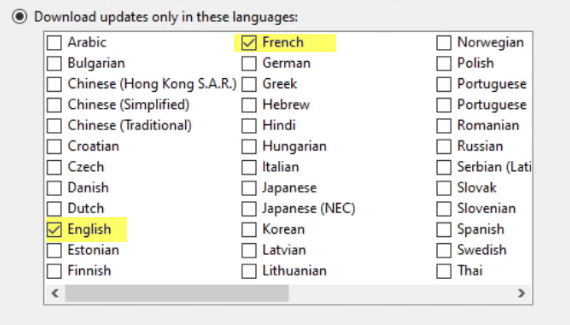 Download updates only in these languages:
Arabic
Bulgarian
Chinese (Hong Kong S.A.R.)
Chinese (Simplified)
Chinese (Traditional)
Croatian
Czech
Danish
Dutch
English
Estonian
Finnish
French
German
Greek
Hebrew
Hindi
Hungarian
Italian
Japanese
Japanese (NEC)
Korean
Latvian
Lithuanian
Norwegian
Polish
Portuguese
Portuguese
Romanian
Russian
Serbian (Lati
Slovak
Slovenian
Spanish
Swedish
Thai